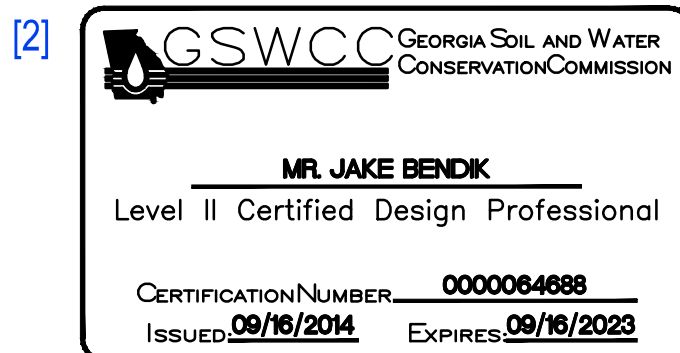 [2]
GSWCC GEORGIA SOIL AND WATER
CONSERVATION COMMISSION
MR. JAKE BENDIK
Level II Certified Design Professional
CERTIFICATION NUMBER 0000064688
ISSUED: 09/16/2014 EXPIRES: 09/16/2023